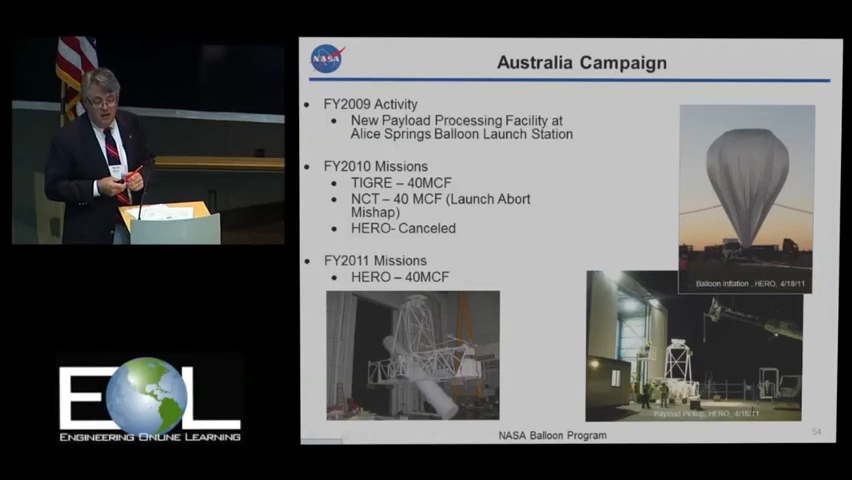 NASA
Australia Campaign
FY2009 Activity
New Payload Processing Facility at
Alice Springs Balloon Launch Station
FY2010 Missions
TIGRE – 40MCF
NCT – 40 MCF (Launch Abort
Mishap)
HERO- Canceled
FY2011 Missions
HERO – 40MCF
Balloon Inflation , HERO, 4/18/11
Payload Pickup, HERO, 4/18/11
NASA Balloon Program
54
EOL
ENGINEERING ONLINE LEARNING